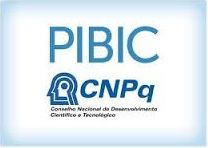 PIBIC
CNPq
Conselho Nacional de Desenvolvimento
Científico e Tecnológico